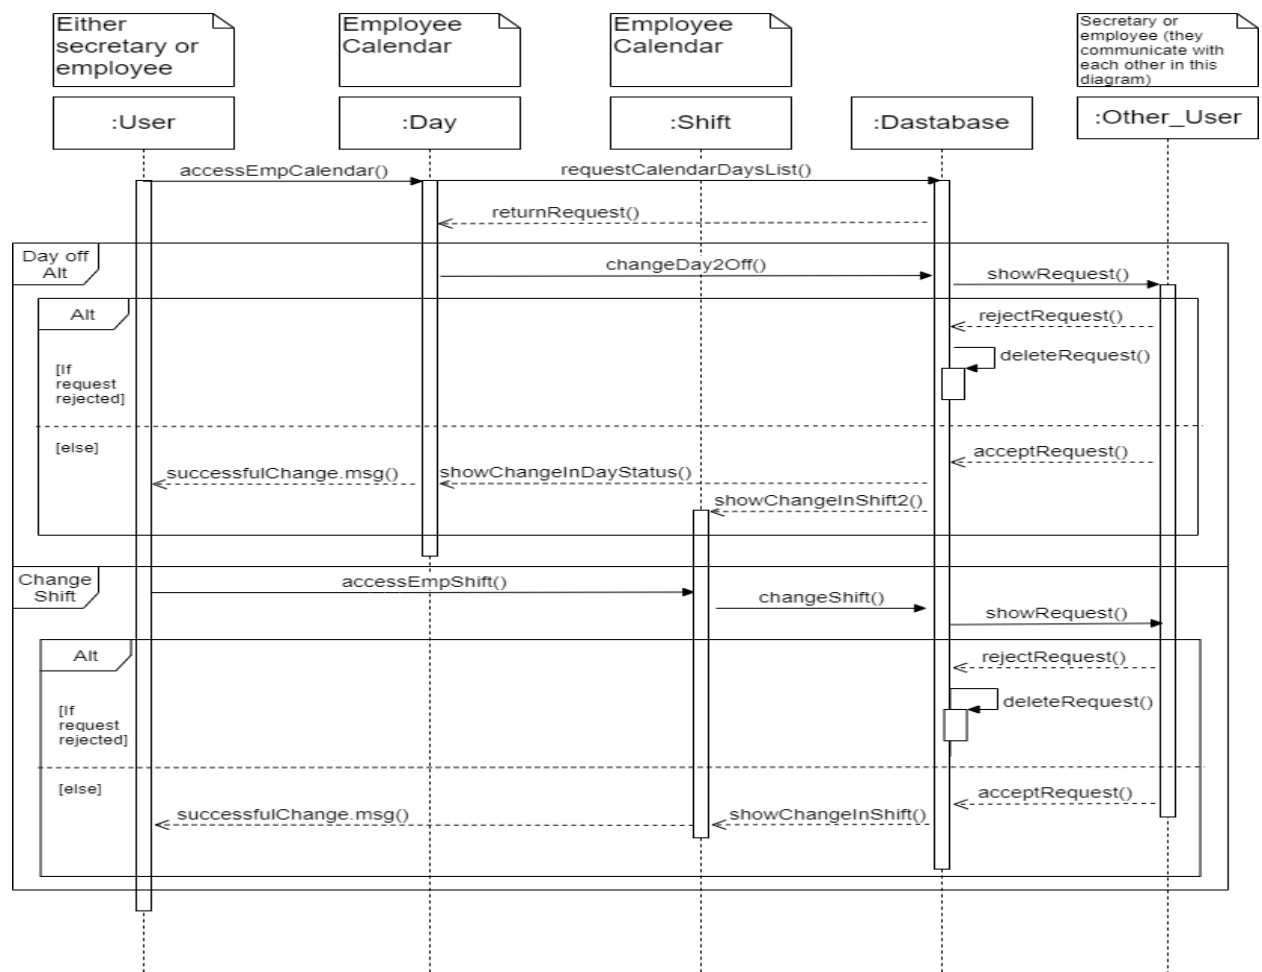 Either
secretary or
employee
Employee
Calendar
Employee
Calendar
Secretary or
employee (they
communicate with
each other in this
diagram)
:User
:Day
:Shift
:Dastabase
:Other_User
accessEmpCalendar()
requestCalendarDaysList()
returnRequest()
Day off
Alt
changeDay2Off()
showRequest()
Alt
rejectRequest()
deleteRequest()
[If
request
rejected]
[else]
acceptRequest()
successfulChange.msg()
showChangeInDayStatus()
showChangeInShift2()
Change
Shift
accessEmpShift()
changeShift()
showRequest()
Alt
rejectRequest()
deleteRequest()
[If
request
rejected]
[else]
acceptRequest()
successfulChange.msg()
showChangeInShift()